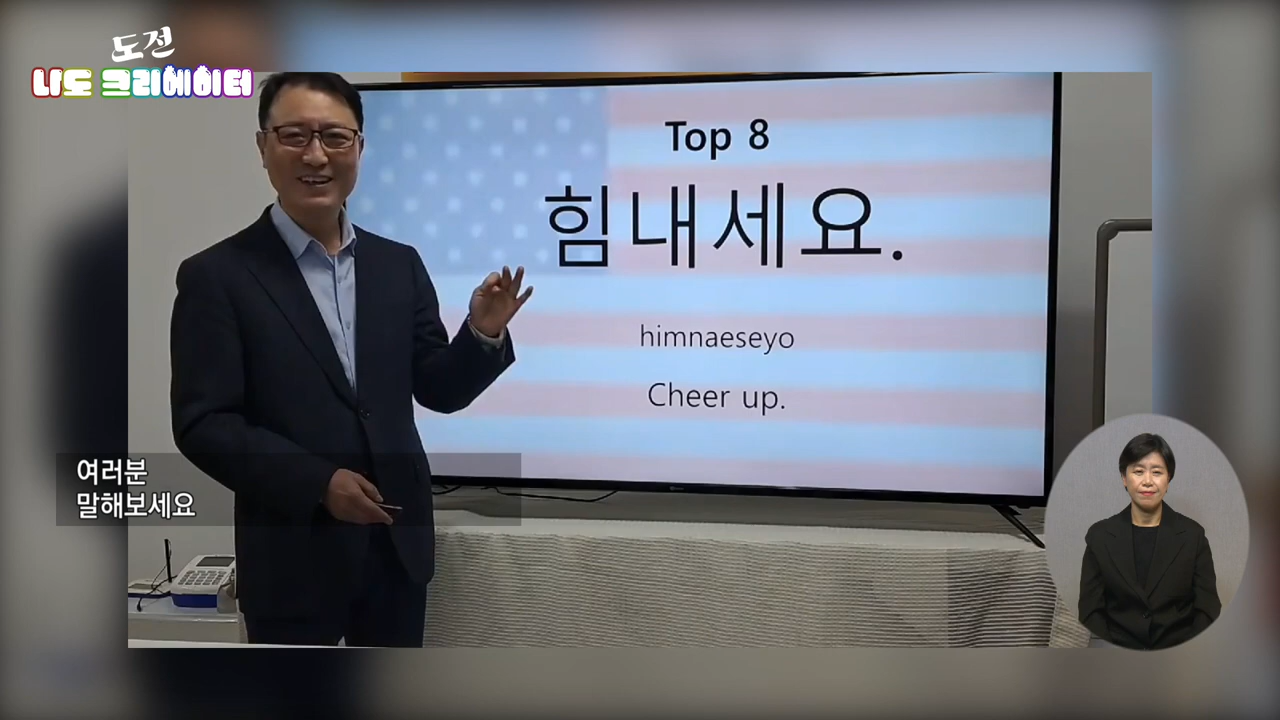 도전
나도 크리에이터
Top 8
힘내세요.
himnaeseyo
Cheer up.
여러분
말해보세요